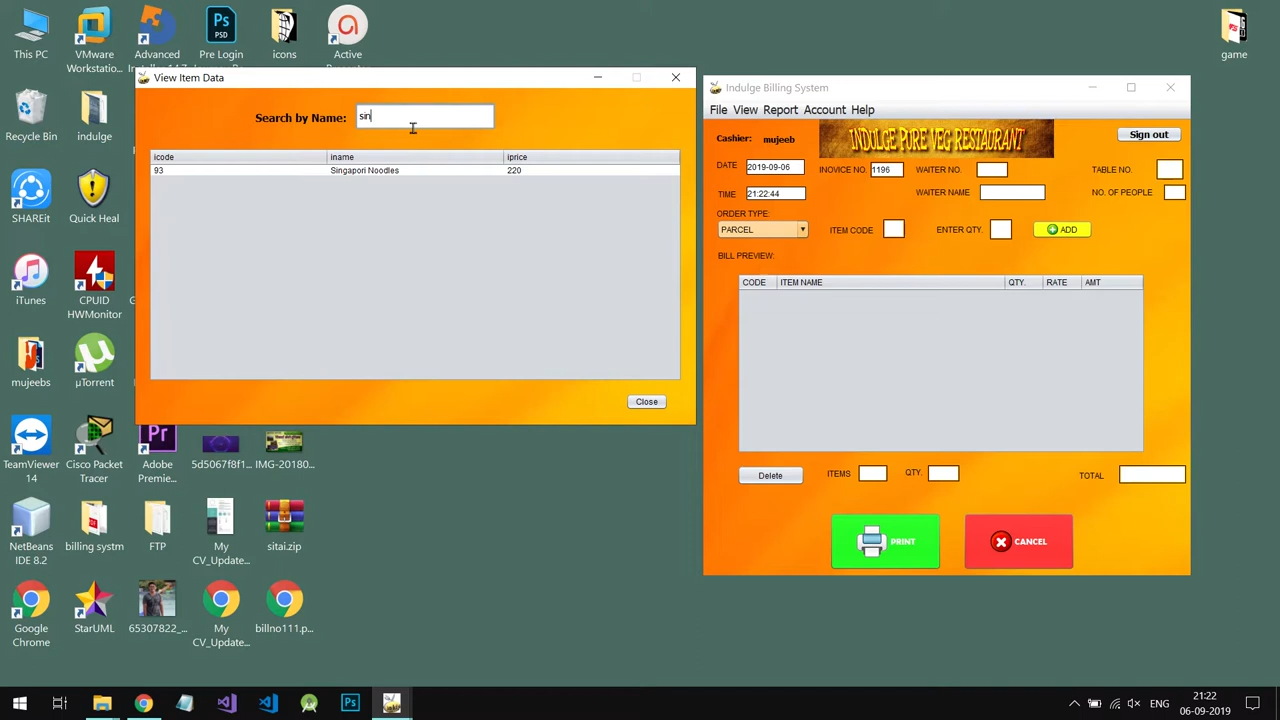 This PC
VMware
Workstatio...
Advanced
Pre Login
icons
Active
View Item Data
Search by Name: sin
icode iname iprice
93 Singapori Noodles 220
Close
Recycle Bin
indulge
SHAREit
Quick Heal
iTunes
CPUID
HWMonitor
mujeebs
µTorrent
TeamViewer
14
Cisco Packet
Tracer
Adobe
Premie...
5d5067f8f1...
IMG-20180...
NetBeans
IDE 8.2
billing systm
FTP
My
CV_Update...
sitai.zip
Google
Chrome
StarUML
65307822_...
My
CV_Update...
billno111.p...
game
Indulge Billing System
File View Report Account Help
Cashier: mujeeb
INDULGE PURE VEG RESTAURANT
Sign out
DATE 2019-09-06 INOVICE NO. 1196 WAITER NO. TABLE NO.
TIME 21:22:44 WAITER NAME NO. OF PEOPLE
ORDER TYPE:
PARCEL ITEM CODE ENTER QTY. ADD
BILL PREVIEW:
CODE ITEM NAME QTY. RATE AMT
Delete ITEMS QTY. TOTAL
PRINT CANCEL
Ps
ENG
21:22
06-09-2019